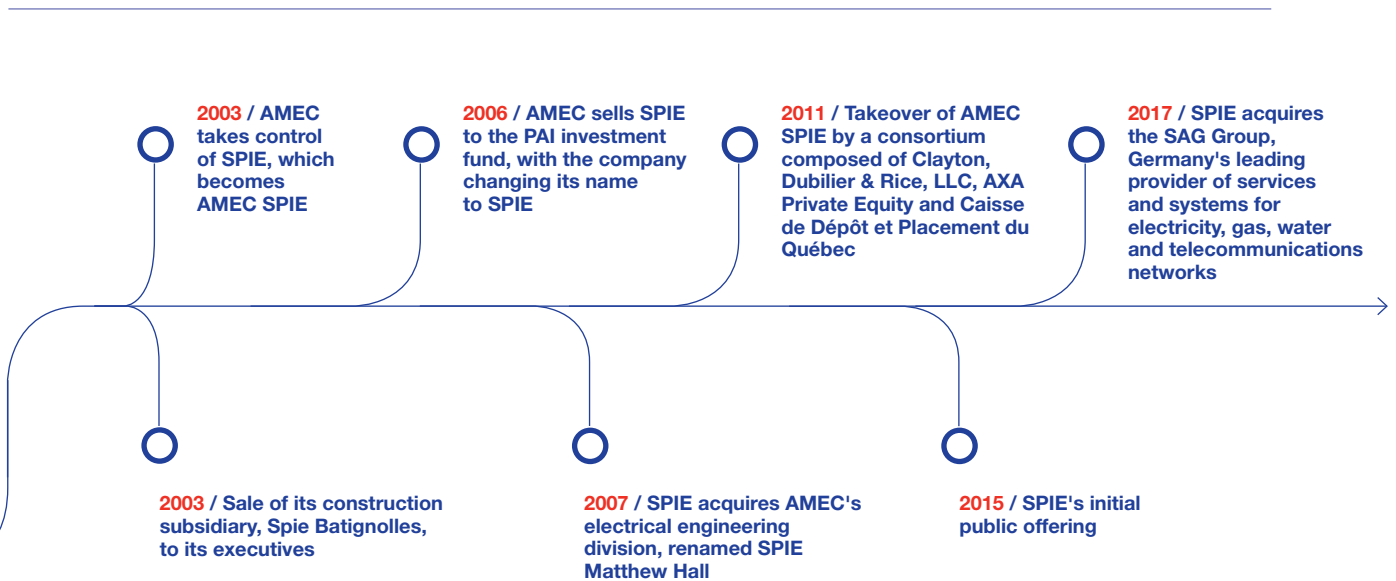 2003 / AMEC
takes control
of SPIE, which
becomes
AMEC SPIE
2006 / AMEC sells SPIE
to the PAI investment
fund, with the company
changing its name
to SPIE
2011 / Takeover of AMEC
SPIE by a consortium
composed of Clayton,
Dubilier & Rice, LLC, AXA
Private Equity and Caisse
de Dépôt et Placement du
Québec
2017 / SPIE acquires
the SAG Group,
Germany's leading
provider of services
and systems for
electricity, gas, water
and telecommunications
networks
2003 / Sale of its construction
subsidiary, Spie Batignolles,
to its executives
2007 / SPIE acquires AMEC's
electrical engineering
division, renamed SPIE
Matthew Hall
2015 / SPIE's initial
public offering